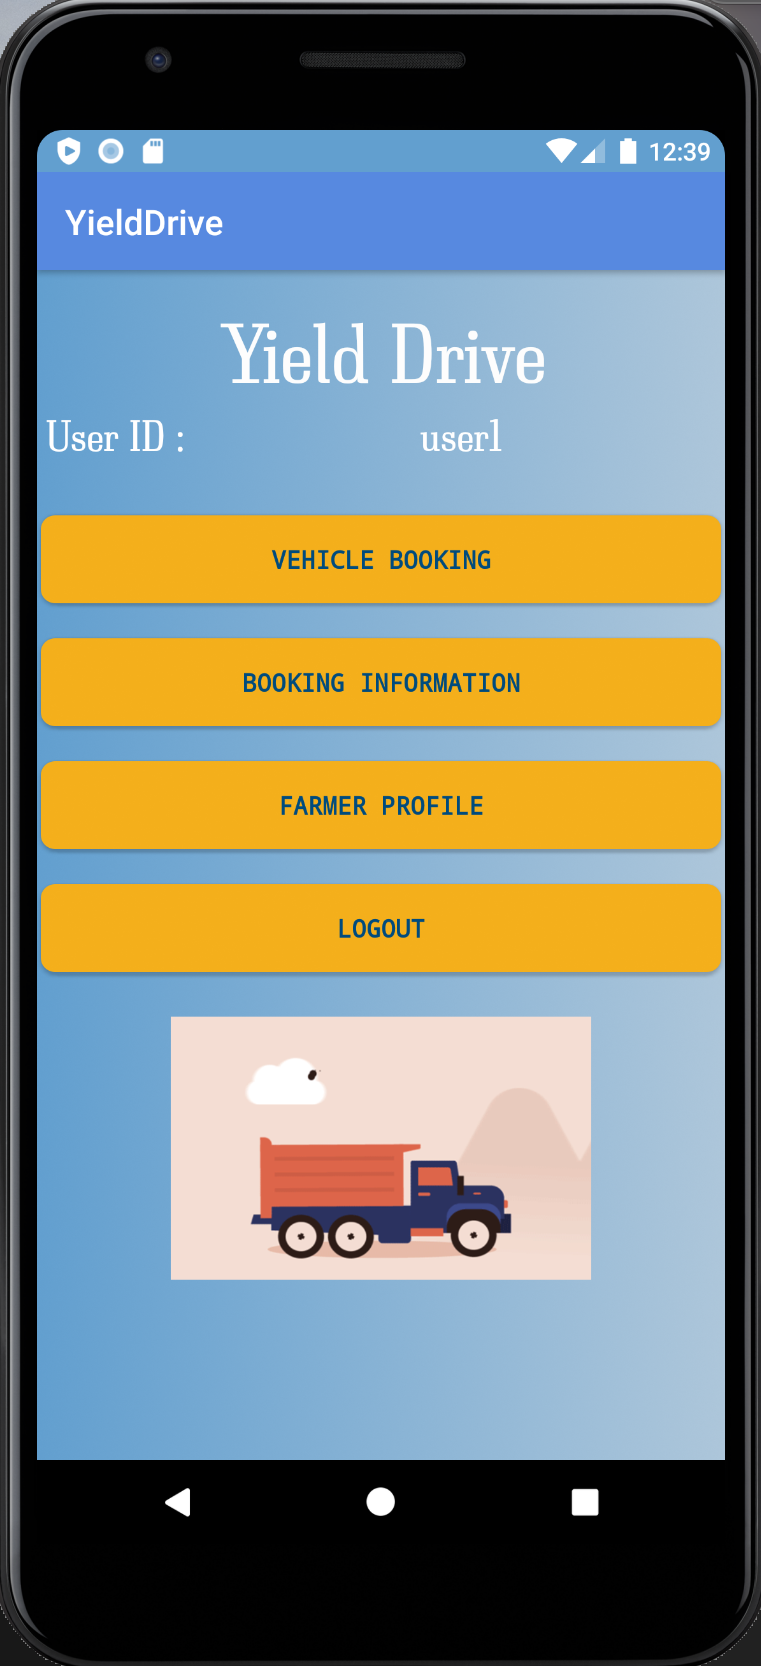 12:39
YieldDrive
Yield Drive
User ID : user1
VEHICLE BOOKING
BOOKING INFORMATION
FARMER PROFILE
LOGOUT